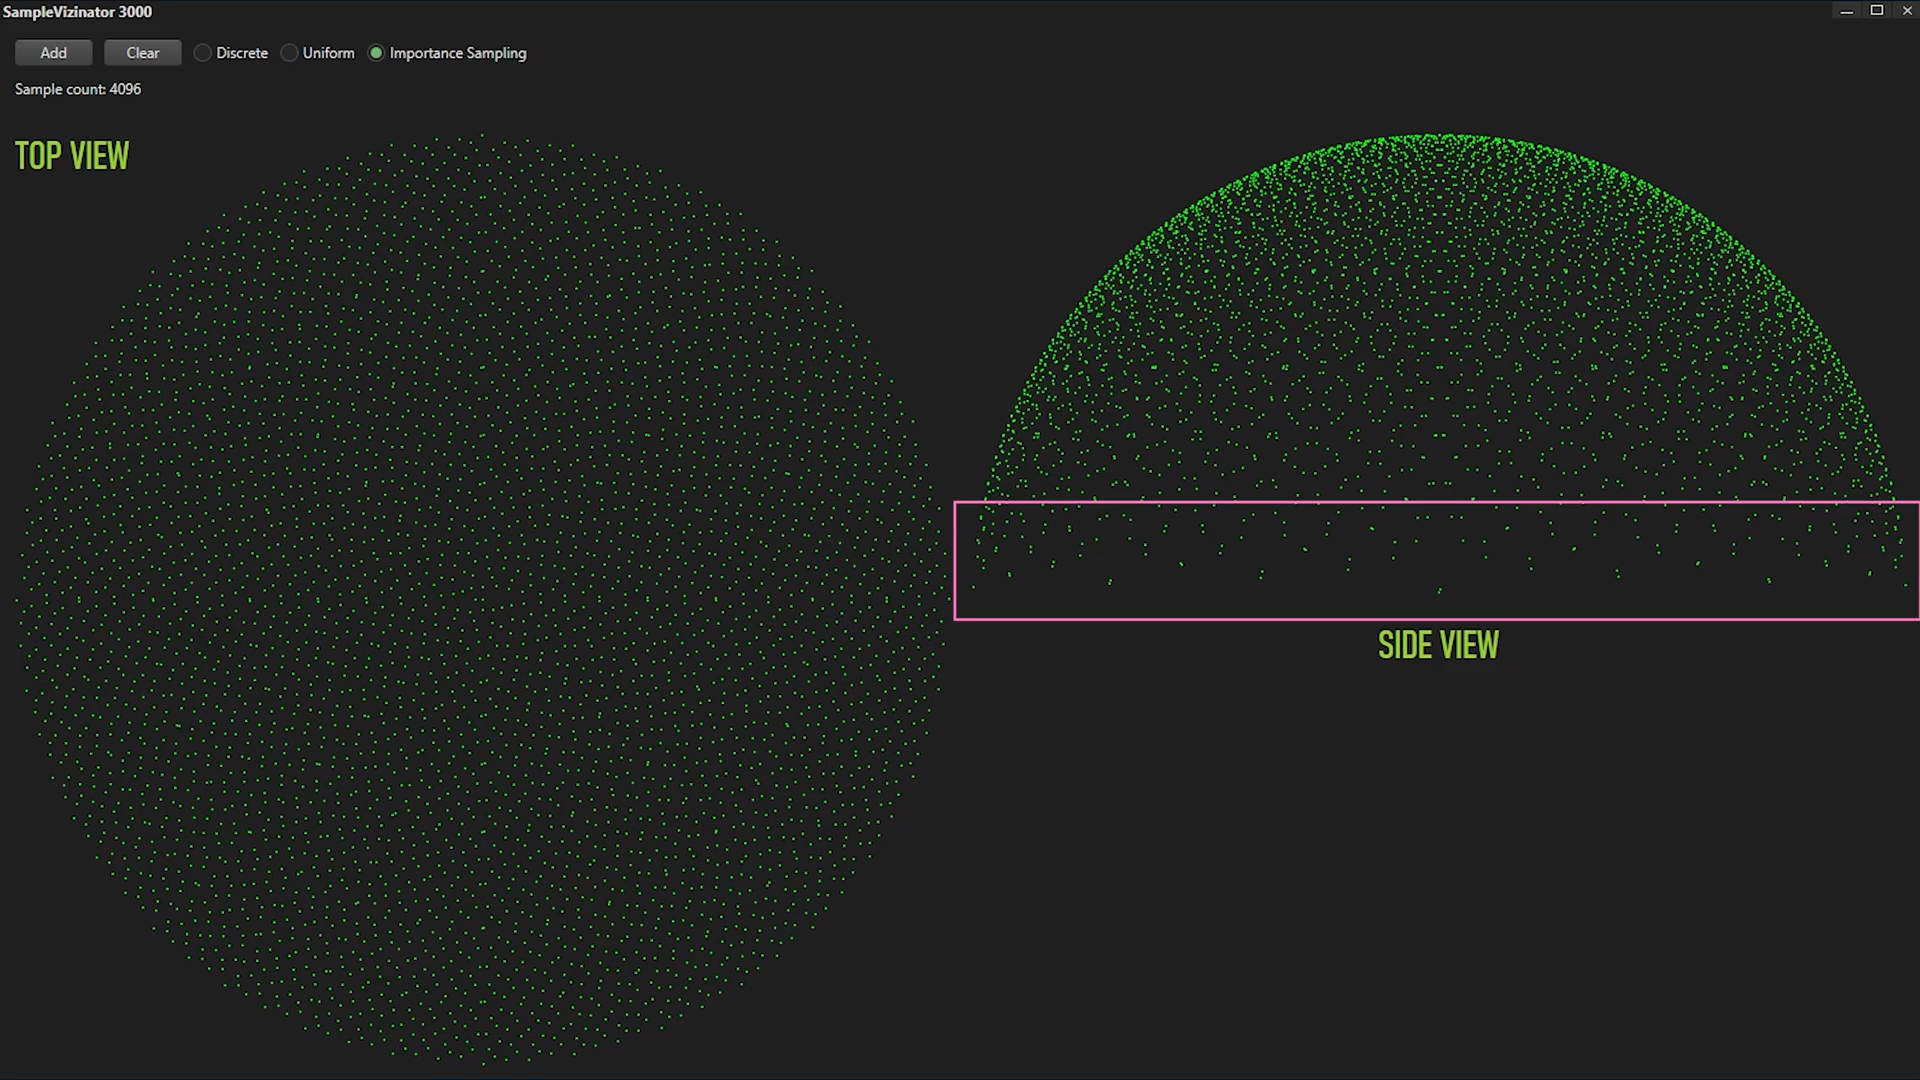 SampleVizinator 3000
Add Clear Discrete Uniform Importance Sampling
Sample count: 4096
TOP VIEW
SIDE VIEW